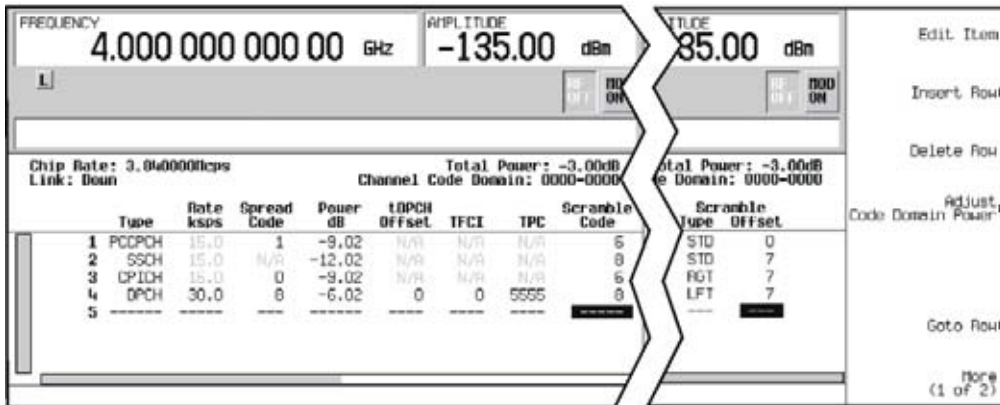 FREQUENCY AMPLITUDE ITUDE
4.000 000 000 00 GHz -135.00 dBm 35.00 dBm
Edit Item
L RF OFF MO ON RF OFF MOD ON
Insert Row
Delete Row
Chip Rate: 3.840000Mcps Total Power: -3.00dB otal Power: -3.00dB
Link: Down Channel Code Domain: 0000-0000 e Domain: 0000-0000
Adjust
Code Domain Power
Rate Spread Power tDPCH Scramble Scramble
Type ksps Code dB Offset TFCI TPC Code Type Offset
1 PCCPCH 15.0 1 -9.02 N/A N/A N/A 6 STD 0
2 SSCH 15.0 N/A -12.02 N/A N/A N/A 8 STD 7
3 CPICH 15.0 0 -9.02 N/A N/A N/A 6 RGT 7
4 DPCH 30.0 8 -6.02 0 0 5555 8 LFT 7
5 ------ ---- --- ------ ---- ---- ---- ----- --- ----
Goto Row
More
(1 of 2)